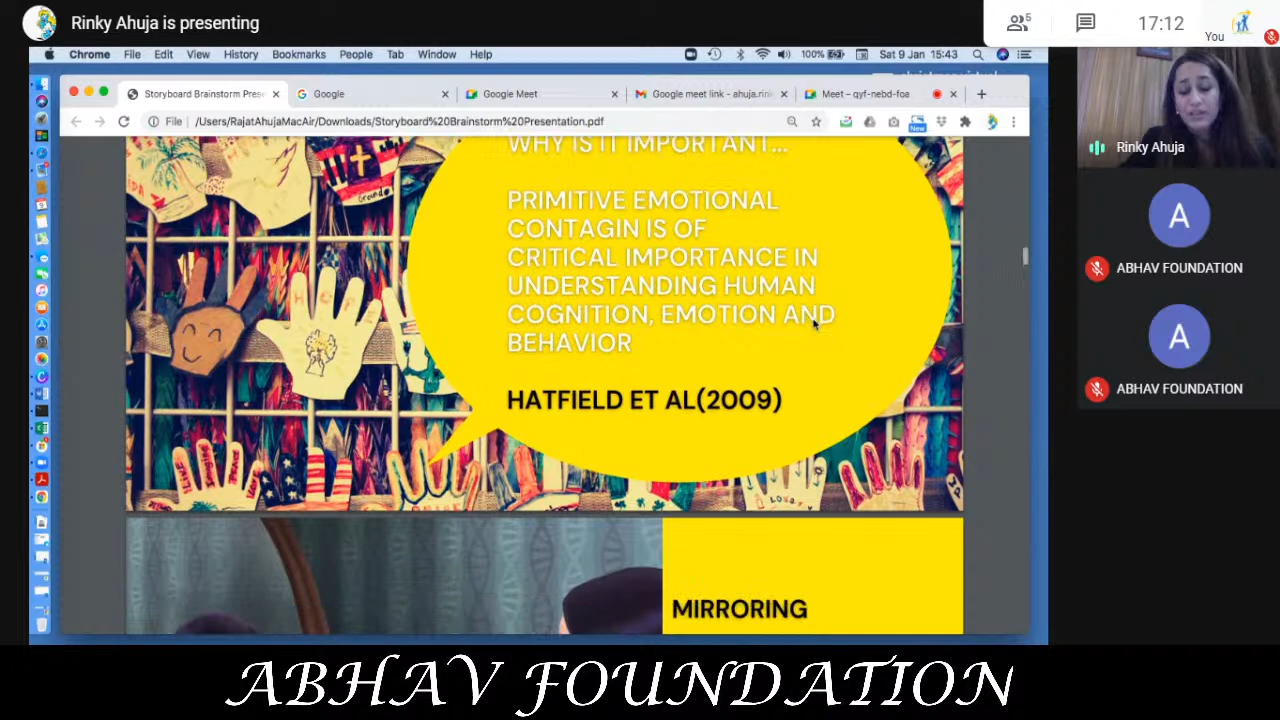 Rinky Ahuja is presenting
5
17:12
You
Chrome File Edit View History Bookmarks People Tab Window Help
100%
Sat 9 Jan 15:43
Storyboard Brainstorm Prese
Google
Google Meet
Google meet link - ahuja.rink
Meet – qyf-nebd-foa
File
/Users/RajatAhujaMacAir/Downloads/Storyboard%20Brainstorm%20Presentation.pdf
New
WHY IS IT IMPORTANT...
PRIMITIVE EMOTIONAL
CONTAGIN IS OF
CRITICAL IMPORTANCE IN
UNDERSTANDING HUMAN
COGNITION, EMOTION AND
BEHAVIOR
HATFIELD ET AL(2009)
MIRRORING
Rinky Ahuja
A
ABHAV FOUNDATION
A
ABHAV FOUNDATION
ABHAV FOUNDATION